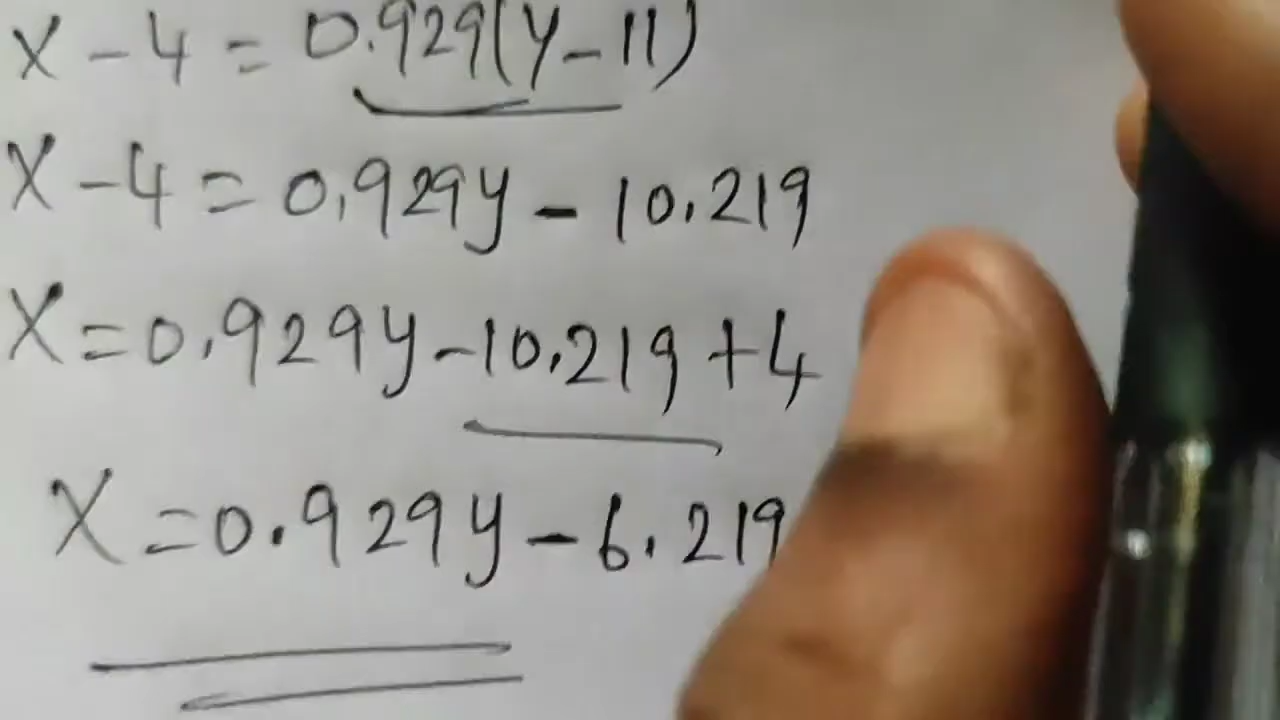 x - 4 = 0.929(y - 11)
x - 4 = 0.929y - 10.219
x = 0.929y - 10.219 + 4
x = 0.929y - 6.219